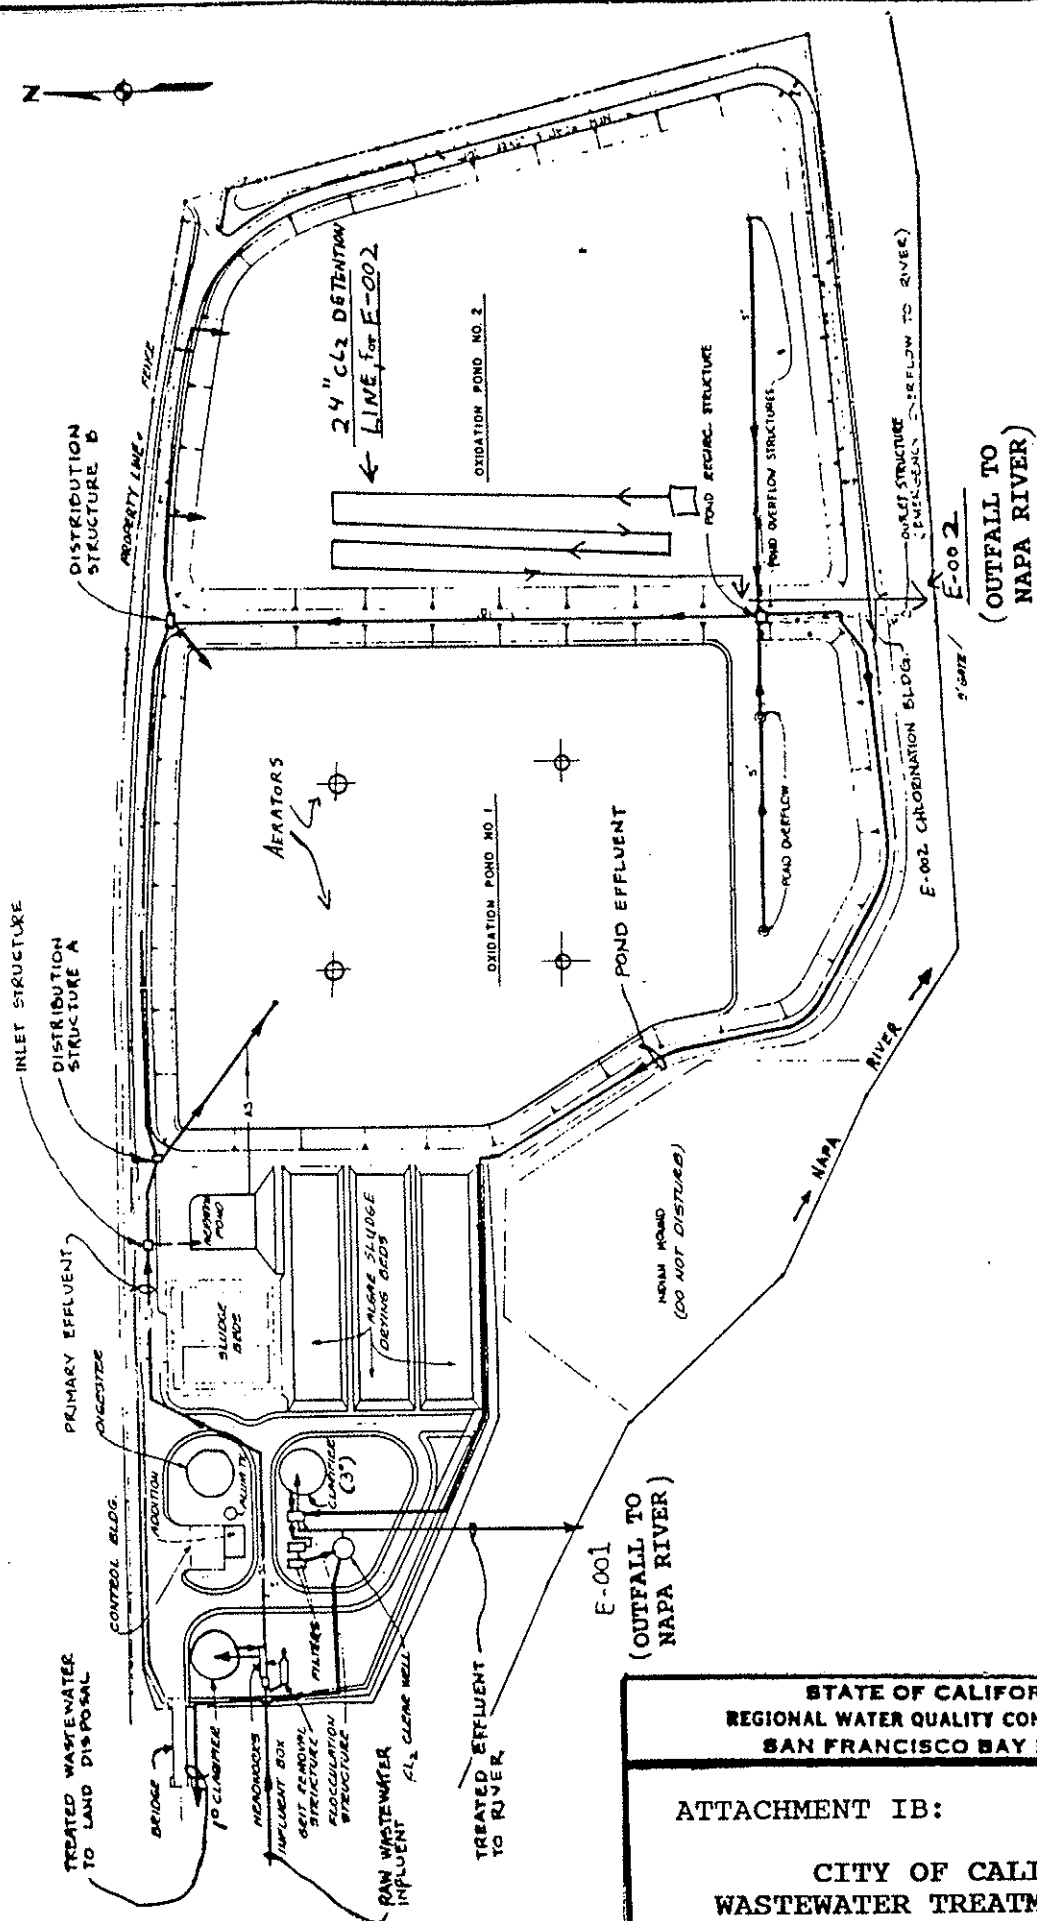 N
PROPERTY LINE.
FENCE
DISTRIBUTION
STRUCTURE B
24" CL2 DETENTION
LINE, For E-002
OXIDATION POND NO. 2
POND RECIRC. STRUCTURE
POND OVERFLOW STRUCTURES
OUTLET STRUCTURE
E-002
(OUTFALL TO
NAPA RIVER)
E-002 CHLORINATION BLDG.
AERATORS
OXIDATION POND NO 1
POND OVERFLOW
POND EFFLUENT
INLET STRUCTURE
DISTRIBUTION
STRUCTURE A
POND
SLUDGE
BEDS
ALGAE SLUDGE
DRYING BEDS
INDIAN MOUND
(DO NOT DISTURB)
NAPA
RIVER
PRIMARY EFFLUENT
DIGESTER
CONTROL BLDG.
ADDITION
CLARIFIER
(3°)
TREATED WASTEWATER
TO LAND DISPOSAL
BRIDGE
1° CLARIFIER
HEADWORKS
INFLUENT BOX
GRIT REMOVAL
STRUCTURE
FILTERS
FLOCCULATION
STRUCTURE
CL2 CLEAR WELL
RAW WASTEWATER
INFLUENT
TREATED EFFLUENT
TO RIVER
E-001
(OUTFALL TO
NAPA RIVER)
STATE OF CALIFOR
REGIONAL WATER QUALITY CON
SAN FRANCISCO BAY
ATTACHMENT IB:
CITY OF CALI
WASTEWATER TREATM